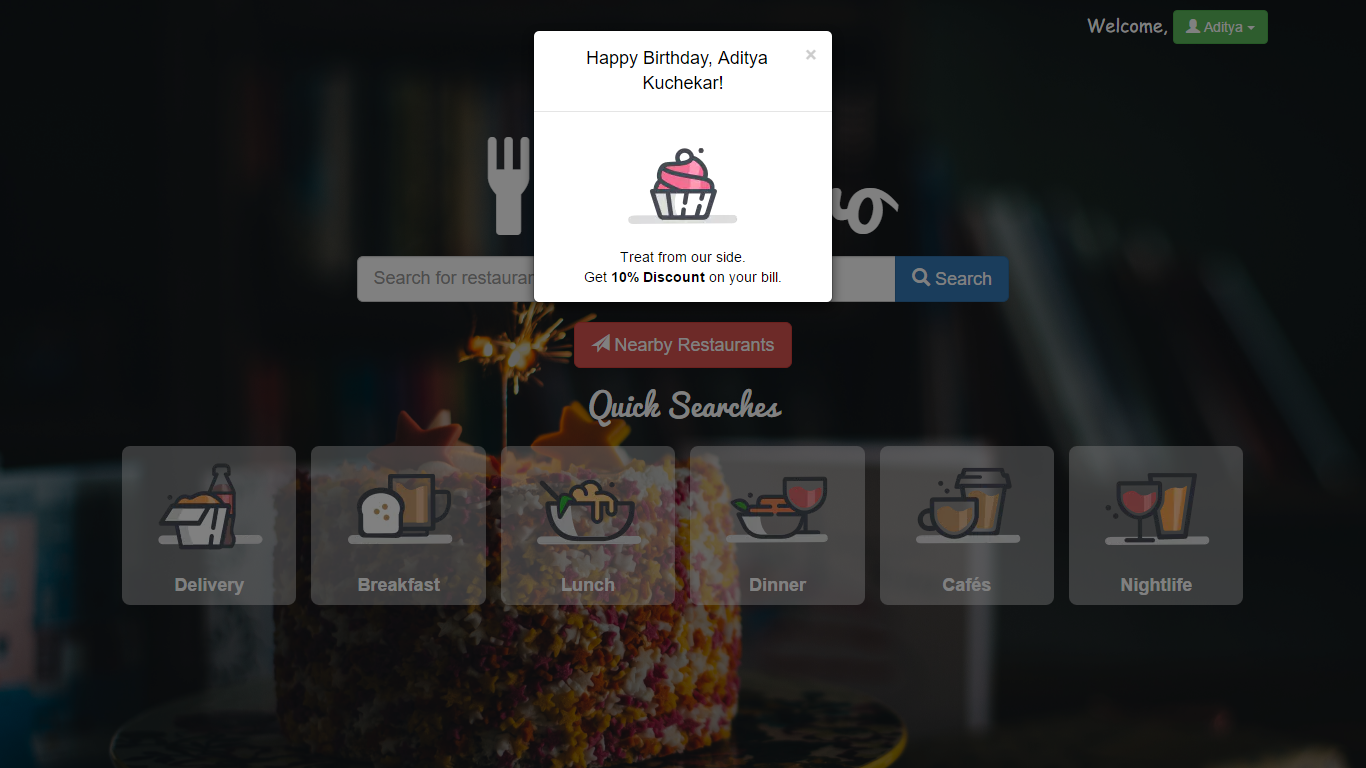 Welcome, Aditya
Happy Birthday, Aditya
Kuchekar!
×
Treat from our side.
Get 10% Discount on your bill.
Search for restauran
Search
Nearby Restaurants
Quick Searches
Delivery
Breakfast
Lunch
Dinner
Cafés
Nightlife